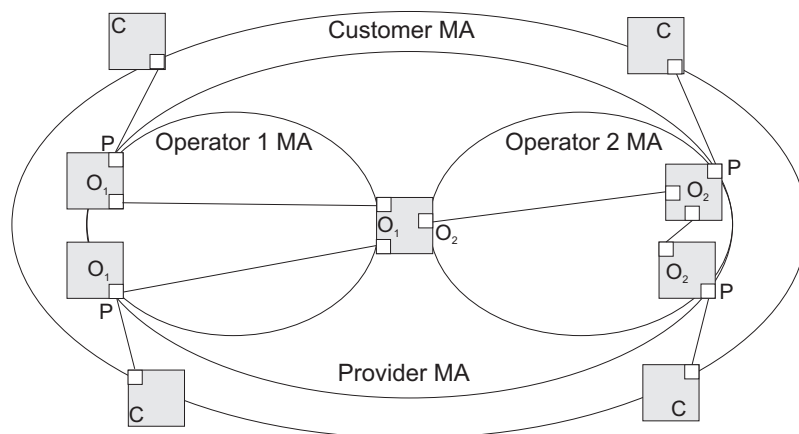 C
Customer MA
C
P
Operator 1 MA
Operator 2 MA
P
O₁
O₂
O₁
O₂
O₁
O₂
P
P
Provider MA
C
C